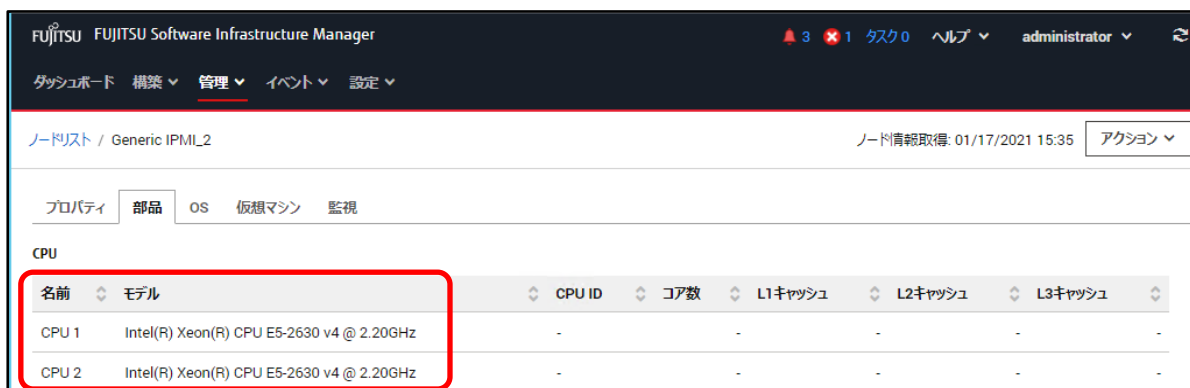 FUJITSU FUJITSU Software Infrastructure Manager 3 1 タスク 0 ヘルプ administrator
ダッシュボード 構築 管理 イベント 設定
ノードリスト / Generic IPMI_2 ノード情報取得: 01/17/2021 15:35 アクション
プロパティ 部品 OS 仮想マシン 監視
CPU
名前 モデル CPU ID コア数 L1キャッシュ L2キャッシュ L3キャッシュ
CPU 1 Intel(R) Xeon(R) CPU E5-2630 v4 @ 2.20GHz - - - - -
CPU 2 Intel(R) Xeon(R) CPU E5-2630 v4 @ 2.20GHz - - - - -